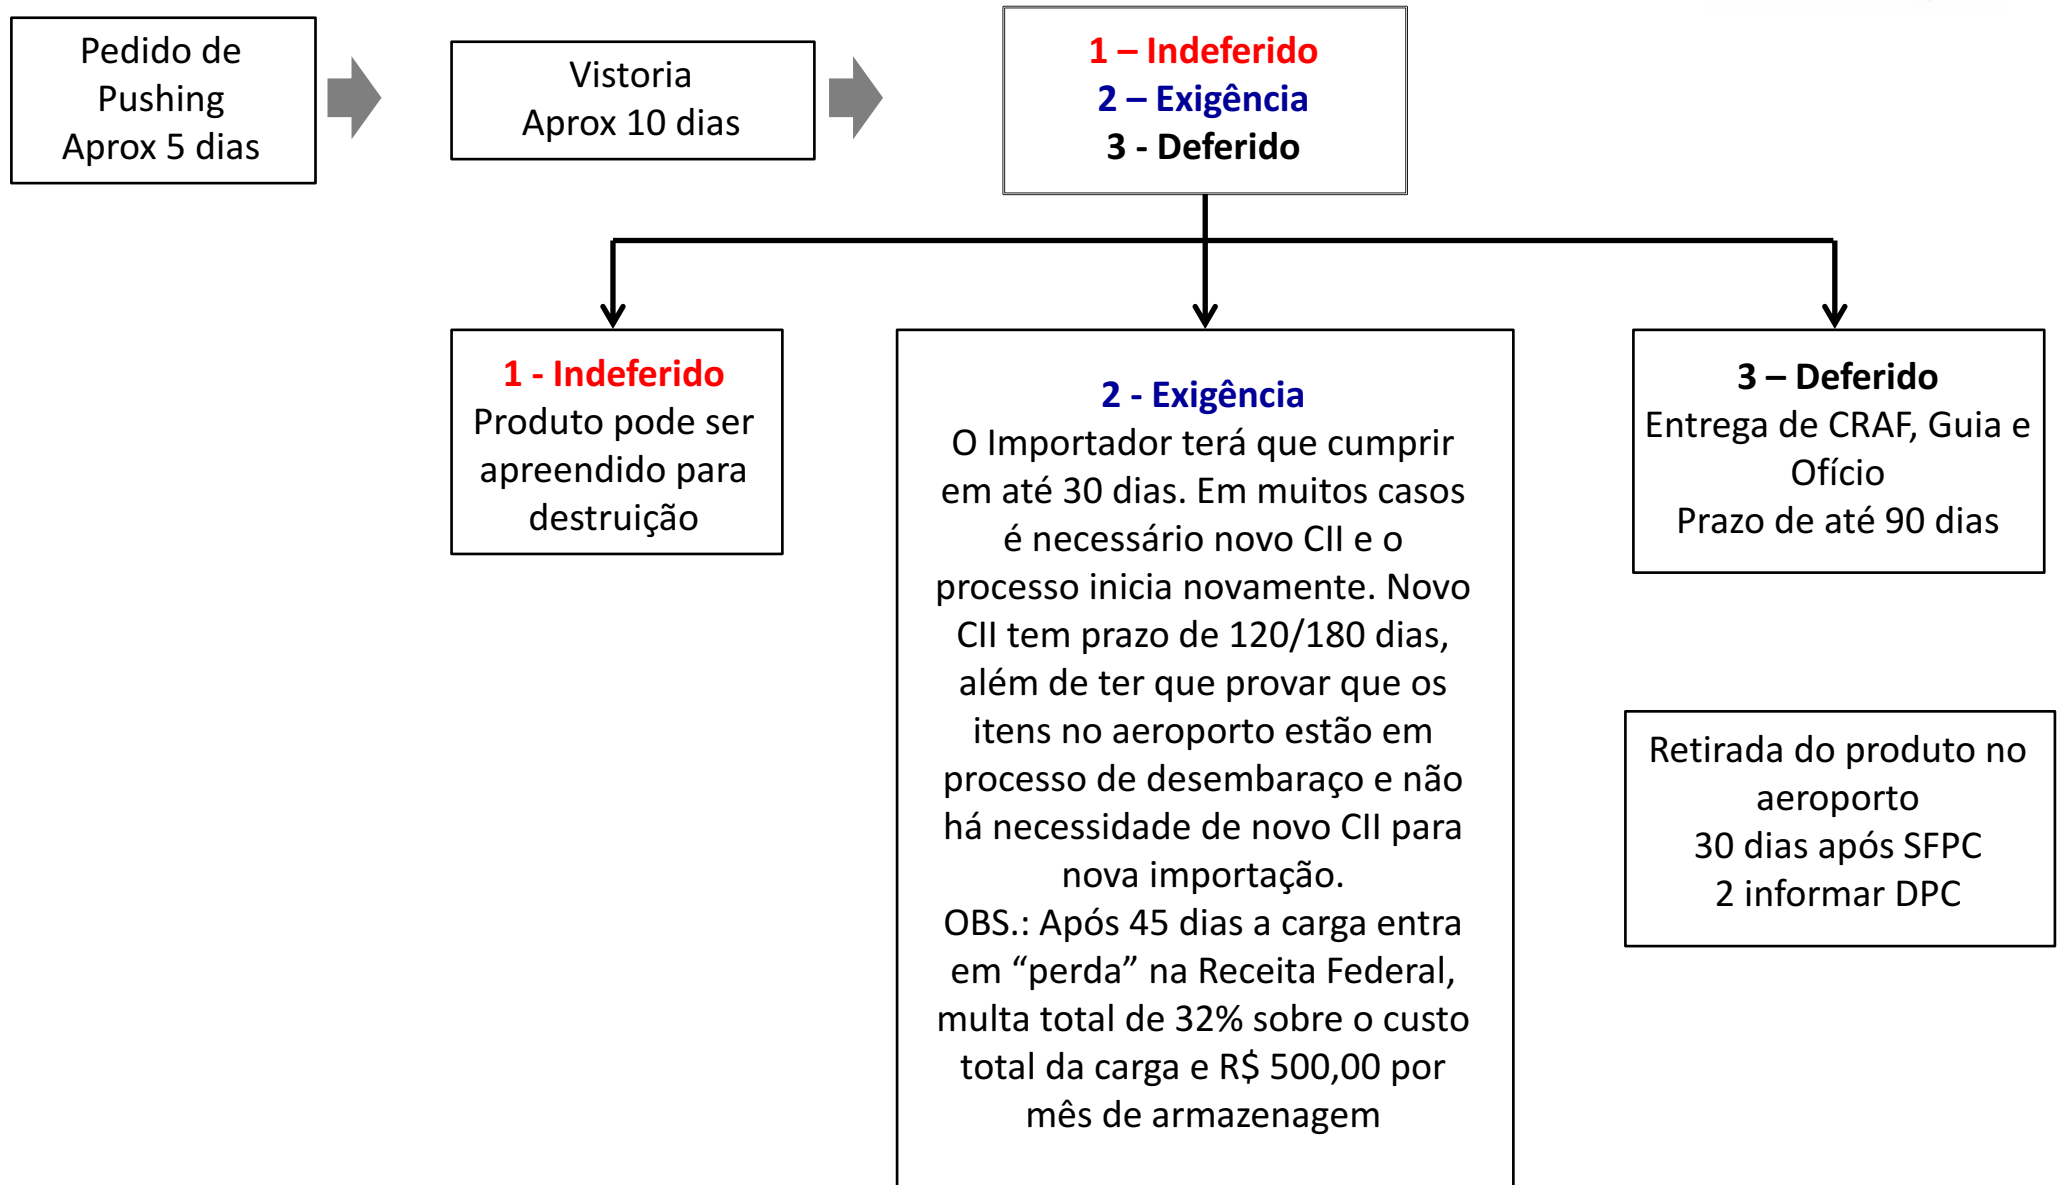 Pedido de
Pushing
Aprox 5 dias
Vistoria
Aprox 10 dias
1 – Indeferido
2 – Exigência
3 - Deferido
1 - Indeferido
Produto pode ser
apreendido para
destruição
2 - Exigência
O Importador terá que cumprir
em até 30 dias. Em muitos casos
é necessário novo CII e o
processo inicia novamente. Novo
CII tem prazo de 120/180 dias,
além de ter que provar que os
itens no aeroporto estão em
processo de desembaraço e não
há necessidade de novo CII para
nova importação.
OBS.: Após 45 dias a carga entra
em “perda” na Receita Federal,
multa total de 32% sobre o custo
total da carga e R$ 500,00 por
mês de armazenagem
3 – Deferido
Entrega de CRAF, Guia e
Ofício
Prazo de até 90 dias
Retirada do produto no
aeroporto
30 dias após SFPC
2 informar DPC